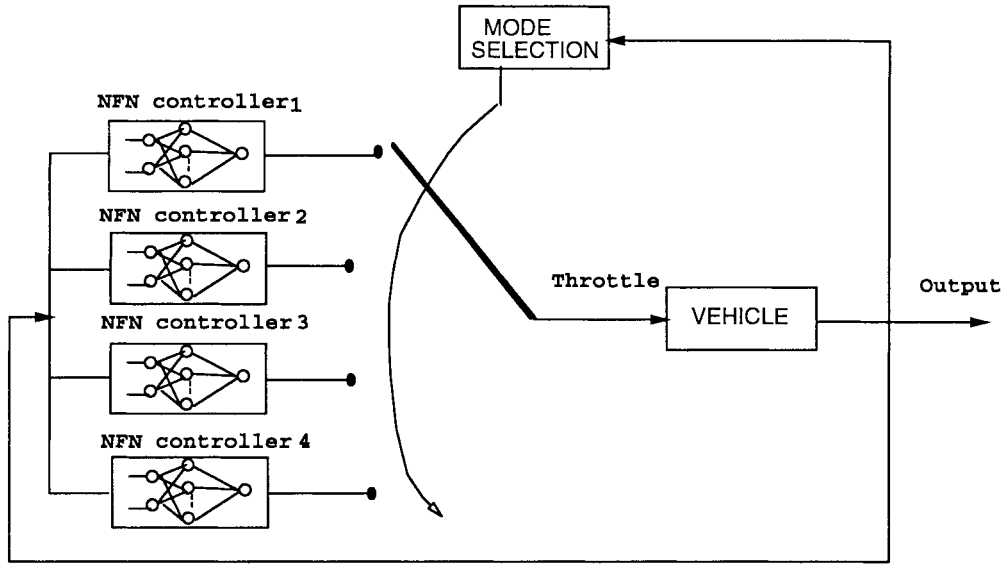 MODE
SELECTION
NFN controller1
NFN controller 2
Throttle
Output
VEHICLE
NFN controller 3
NFN controller 4